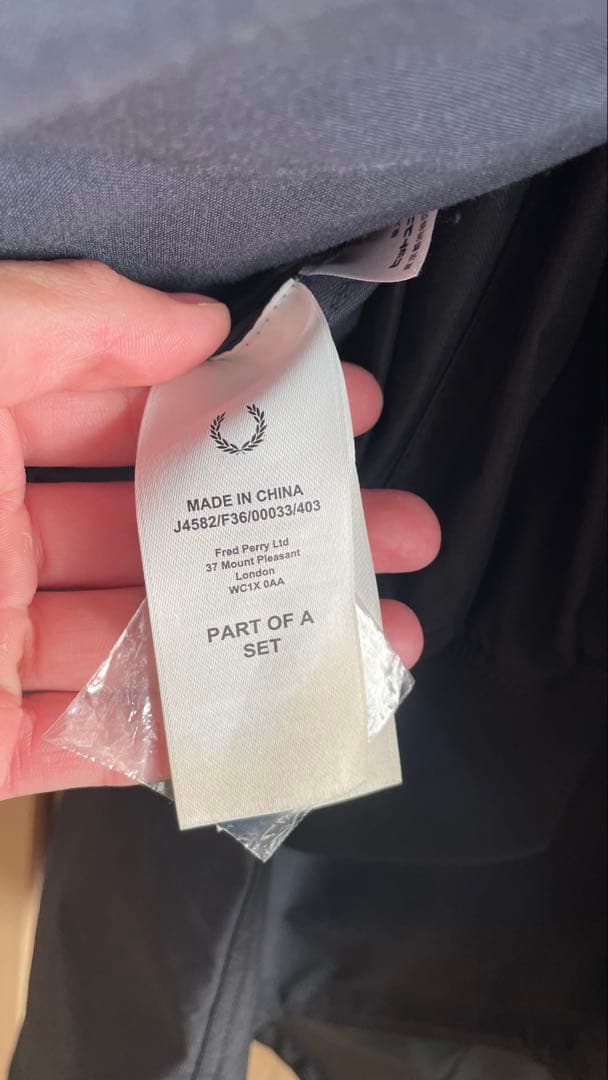 MADE IN CHINA
J4582/F36/00033/403
Fred Perry Ltd
37 Mount Pleasant
London
WC1X 0AA
PART OF A
SET